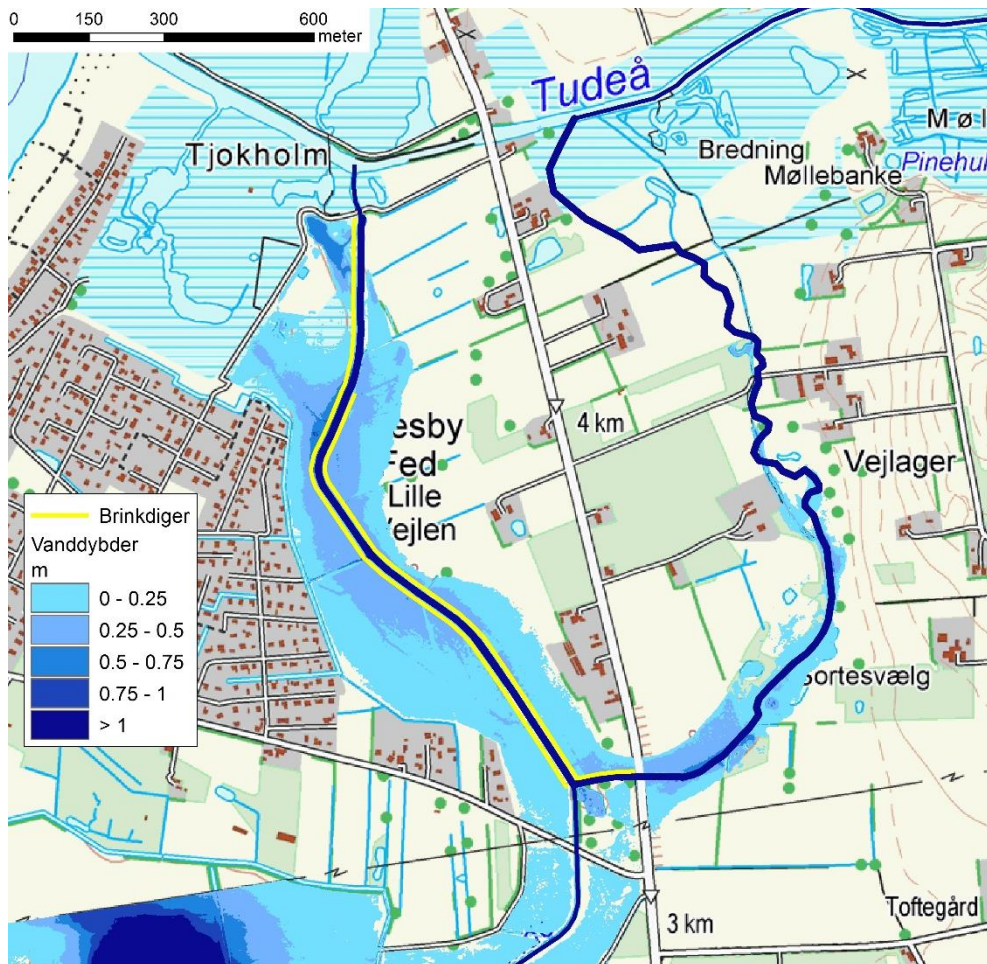 0 150 300 600
meter
Tudeå
Tjokholm
Bredning
Møllebanke
Møl
Pinehul
4 km
esby
Fed
Lille
Vejlen
Vejlager
Brinkdiger
Vanddybder
m
0 - 0.25
0.25 - 0.5
0.5 - 0.75
0.75 - 1
> 1
Sortesvælg
Toftegård
3 km